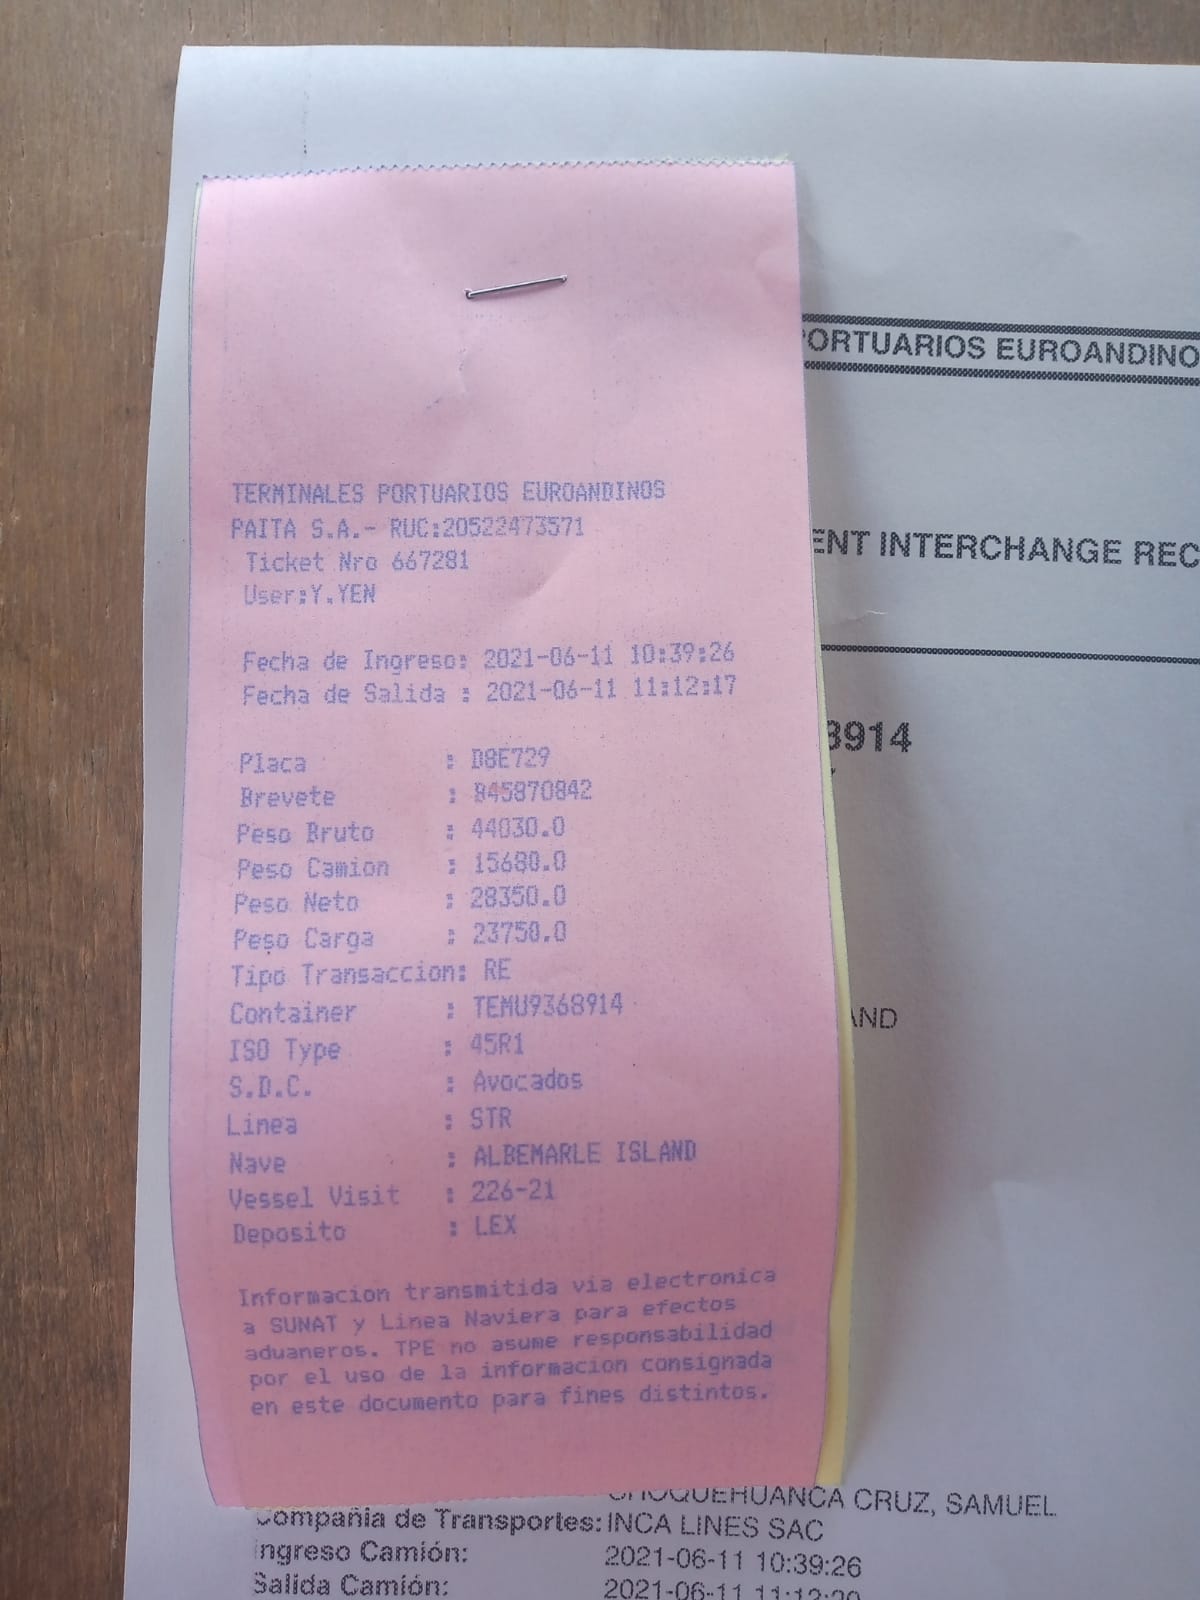 TERMINALES PORTUARIOS EUROANDINOS
PAITA S.A.- RUC:20522473571
Ticket Nro 667281
User:Y.YEN
Fecha de Ingreso: 2021-06-11 10:39:26
Fecha de Salida : 2021-06-11 11:12:17
Placa : D8E729
Brevete : B45870842
Peso Bruto : 44030.0
Peso Camion : 15680.0
Peso Neto : 28350.0
Peso Carga : 23750.0
Tipo Transaccion: RE
Container : TEMU9368914
ISO Type : 45R1
S.D.C. : Avocados
Linea : STR
Nave : ALBEMARLE ISLAND
Vessel Visit : 226-21
Deposito : LEX
Informacion transmitida via electronica
a SUNAT y Linea Naviera para efectos
aduaneros. TPE no asume responsabilidad
por el uso de la informacion consignada
en este documento para fines distintos.
PORTUARIOS EUROANDINO
ENT INTERCHANGE REC
8914
AND
CHOQUEHUANCA CRUZ, SAMUEL
Compañia de Transportes: INCA LINES SAC
Ingreso Camión: 2021-06-11 10:39:26
Salida Camión: 2021-06-11